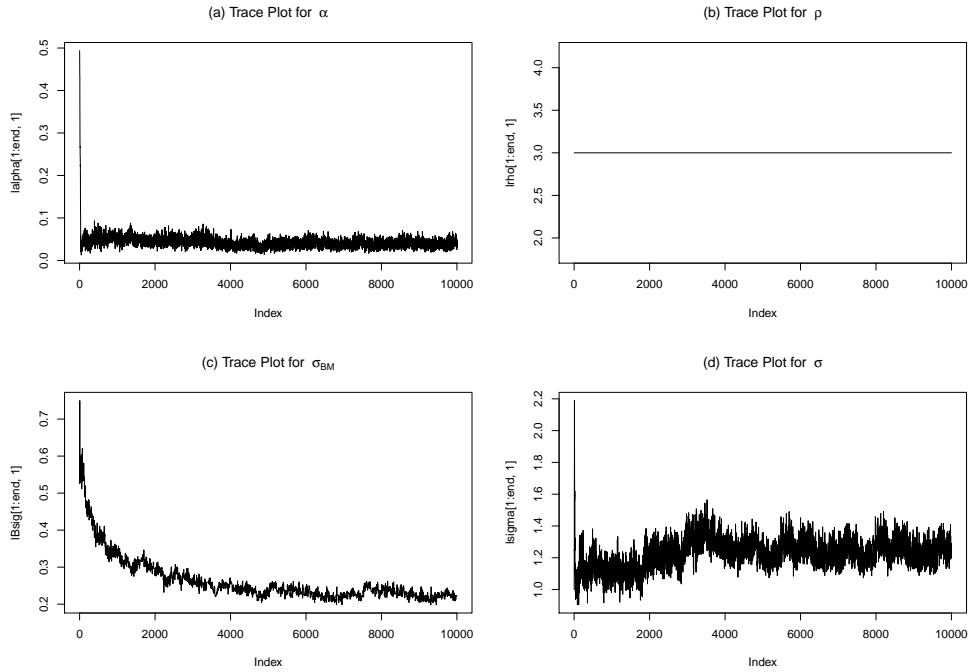 (a) Trace Plot for α
lalpha[1:end, 1]
0.0 0.1 0.2 0.3 0.4 0.5
0 2000 4000 6000 8000 10000
Index
(b) Trace Plot for ρ
lrho[1:end, 1]
2.0 2.5 3.0 3.5 4.0
0 2000 4000 6000 8000 10000
Index
(c) Trace Plot for σBM
lBsig[1:end, 1]
0.2 0.3 0.4 0.5 0.6 0.7
0 2000 4000 6000 8000 10000
Index
(d) Trace Plot for σ
lsigma[1:end, 1]
1.0 1.2 1.4 1.6 1.8 2.0 2.2
0 2000 4000 6000 8000 10000
Index